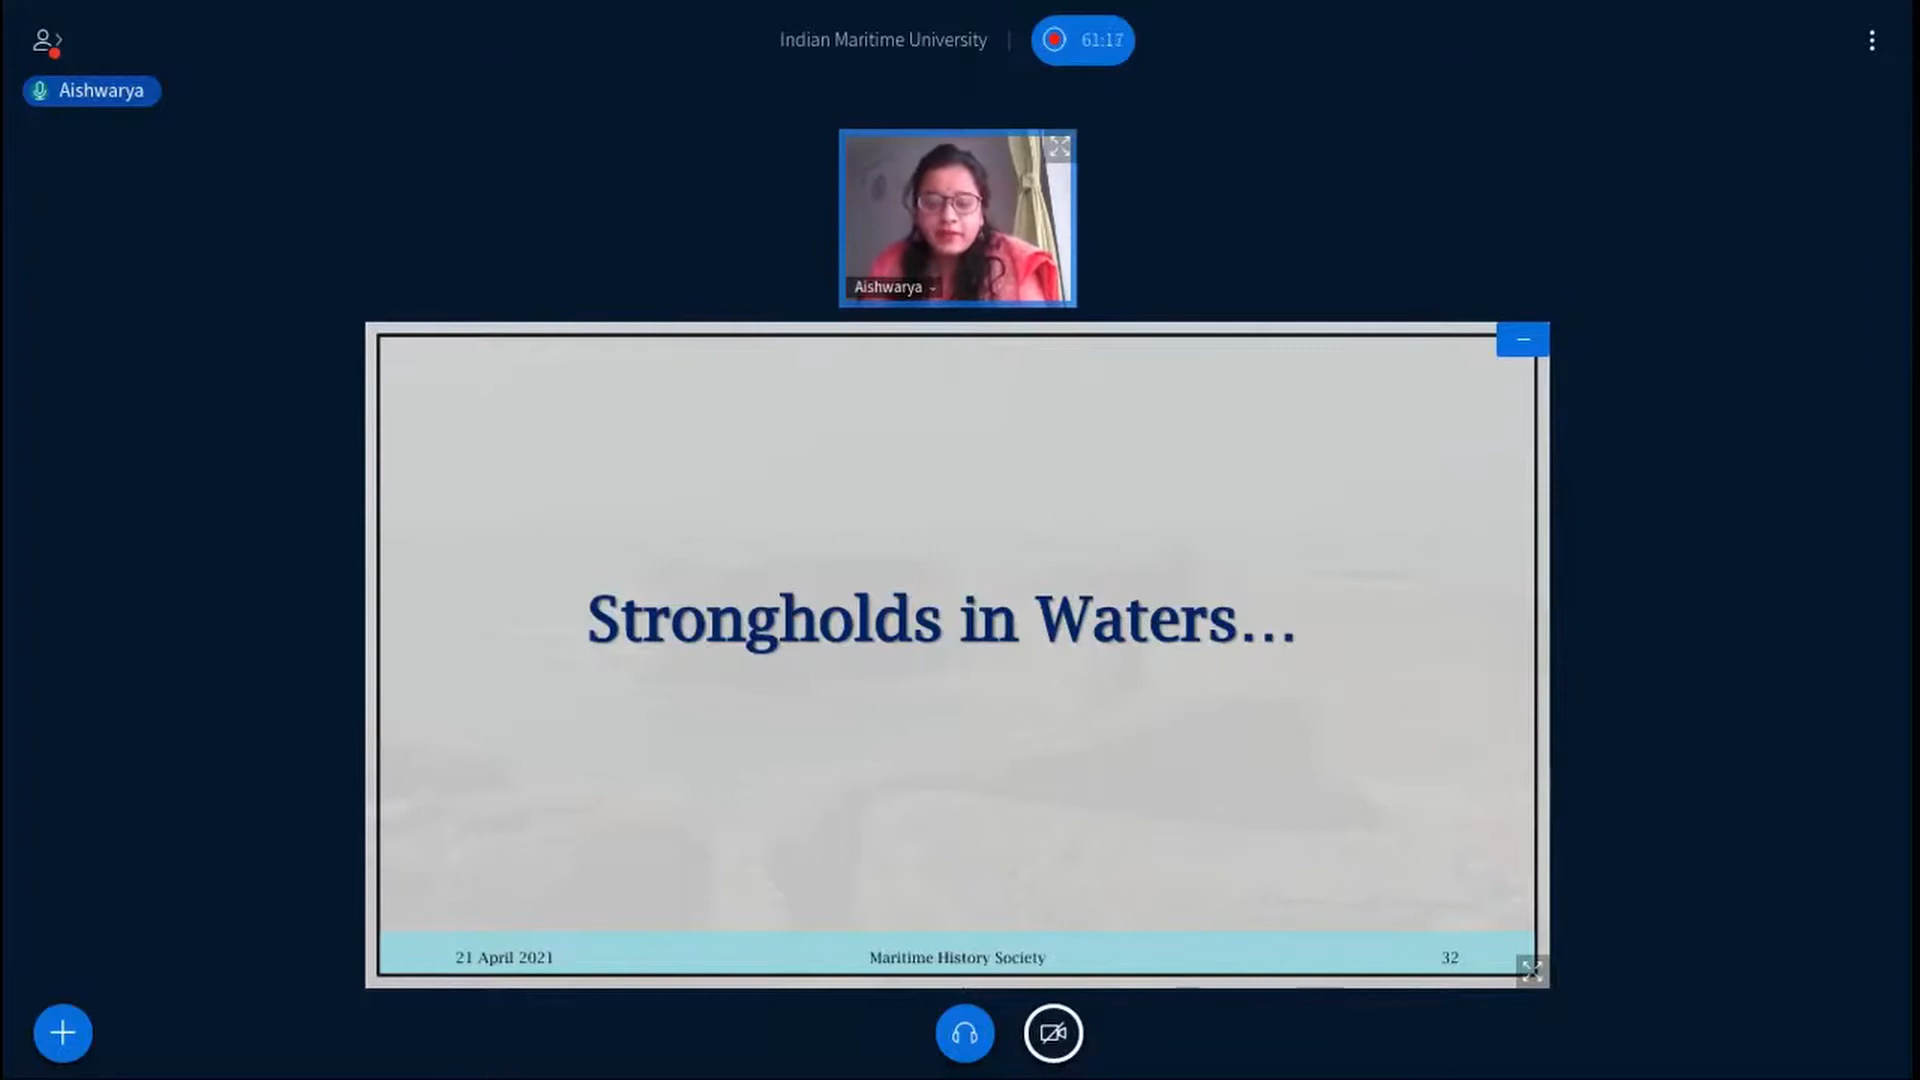 Indian Maritime University
61:17
Aishwarya
Aishwarya
Strongholds in Waters...
21 April 2021
Maritime History Society
32